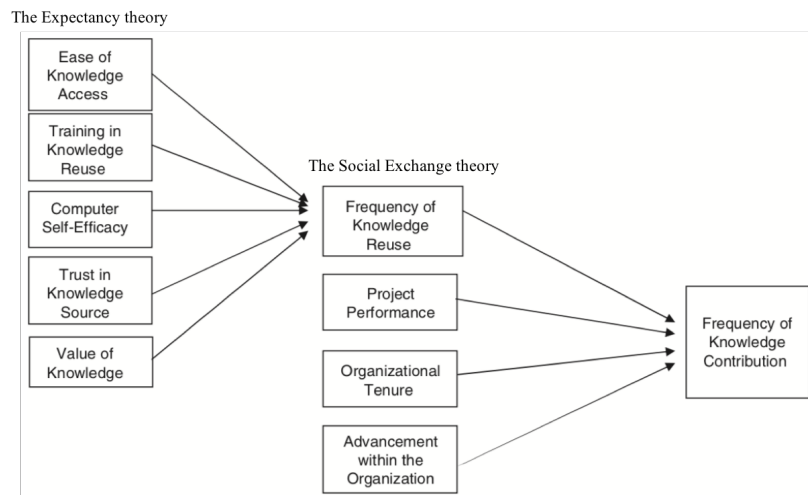 The Expectancy theory
Ease of
Knowledge
Access
Training in
Knowledge
Reuse
Computer
Self-Efficacy
Trust in
Knowledge
Source
Value of
Knowledge
The Social Exchange theory
Frequency of
Knowledge
Reuse
Project
Performance
Organizational
Tenure
Advancement
within the
Organization
Frequency of
Knowledge
Contribution